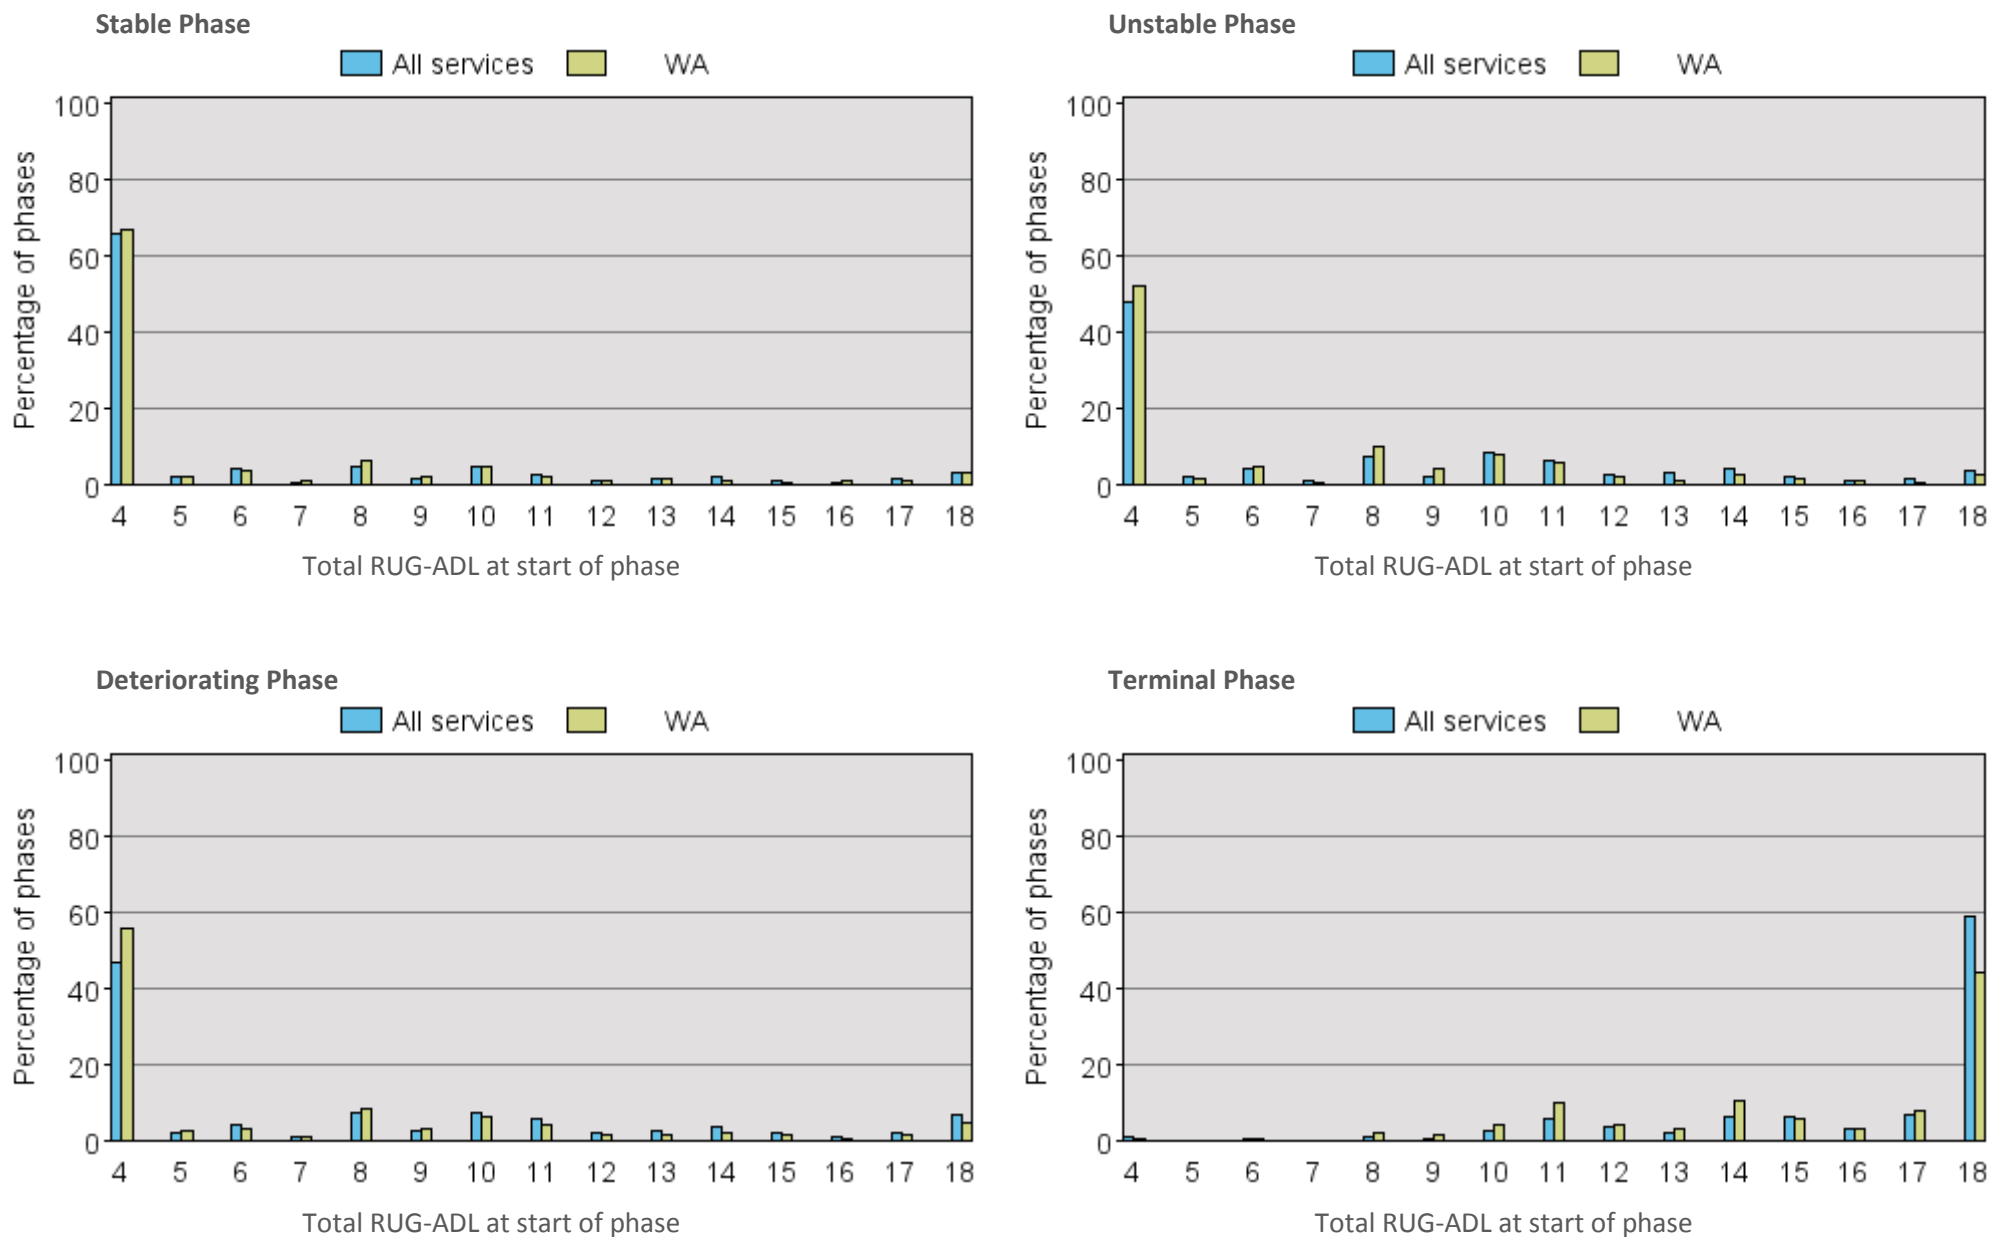 Stable Phase
All services WA
Percentage of phases
100
80
60
40
20
0
4 5 6 7 8 9 10 11 12 13 14 15 16 17 18
Total RUG-ADL at start of phase
Unstable Phase
All services WA
Percentage of phases
100
80
60
40
20
0
4 5 6 7 8 9 10 11 12 13 14 15 16 17 18
Total RUG-ADL at start of phase
Deteriorating Phase
All services WA
Percentage of phases
100
80
60
40
20
0
4 5 6 7 8 9 10 11 12 13 14 15 16 17 18
Total RUG-ADL at start of phase
Terminal Phase
All services WA
Percentage of phases
100
80
60
40
20
0
4 5 6 7 8 9 10 11 12 13 14 15 16 17 18
Total RUG-ADL at start of phase